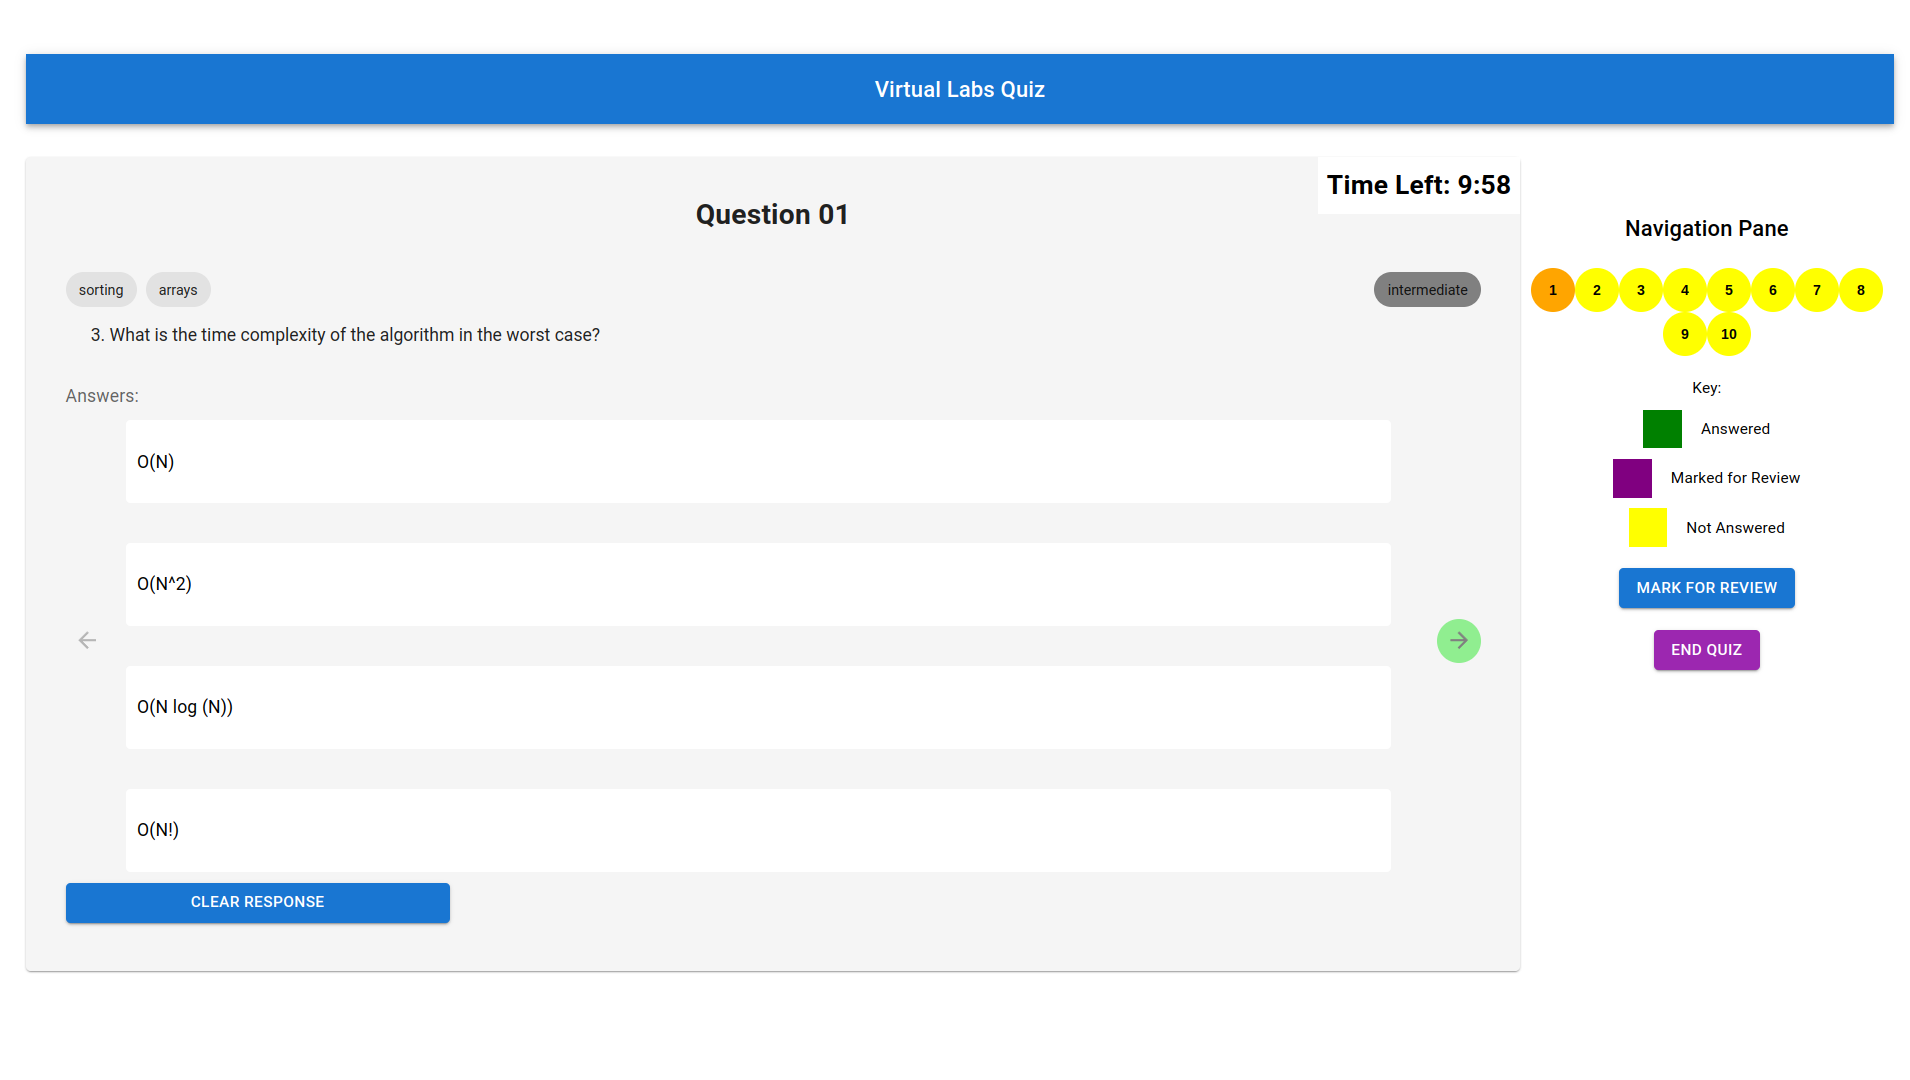 Virtual Labs Quiz
Time Left: 9:58
Question 01
sorting arrays intermediate
3. What is the time complexity of the algorithm in the worst case?
Answers:
O(N)
O(N^2)
O(N log (N))
O(N!)
CLEAR RESPONSE
Navigation Pane
1 2 3 4 5 6 7 8
9 10
Key:
Answered
Marked for Review
Not Answered
MARK FOR REVIEW
END QUIZ